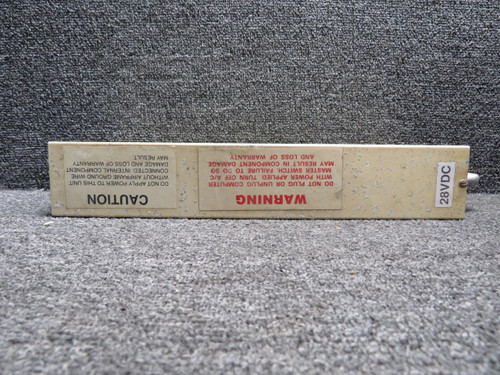 WARNING
DO NOT PLUG OR UNPLUG COMPUTER
WITH POWER APPLIED. TURN OFF A/C
MASTER SWITCH. FAILURE TO DO SO
MAY RESULT IN COMPONENT DAMAGE
AND LOSS OF WARRANTY
CAUTION
DO NOT APPLY POWER TO THIS UNIT
WITHOUT AIRFRAME GROUND WIRE
CONNECTED. INTERNAL COMPONENT
DAMAGE AND LOSS OF WARRANTY
MAY RESULT
28VDC